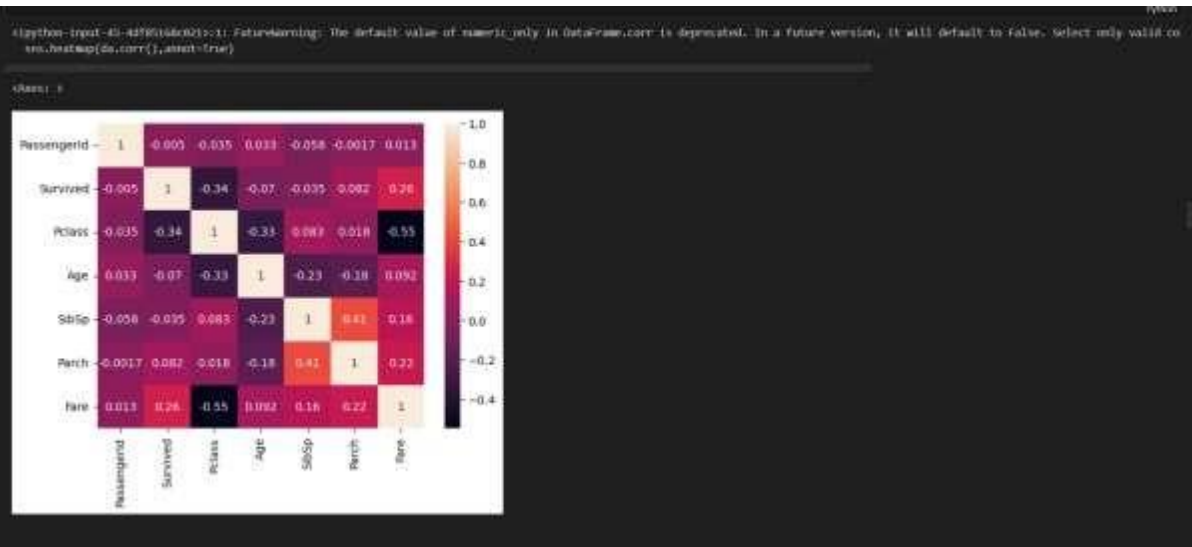 Python
<ipython-input-45-4df85168c021>:1: FutureWarning: The default value of numeric_only in DataFrame.corr is deprecated. In a future version, it will default to False. Select only valid co
sns.heatmap(da.corr(),annot=True)
<Axes: >
PassengerId 1 -0.005 -0.035 0.033 -0.058 -0.0017 0.013
Survived -0.005 1 -0.34 -0.07 -0.035 0.082 0.26
Pclass -0.035 -0.34 1 -0.33 0.083 0.018 -0.55
Age 0.033 -0.07 -0.33 1 -0.23 -0.18 0.092
SibSp -0.058 -0.035 0.083 -0.23 1 0.41 0.16
Parch -0.0017 0.082 0.018 -0.18 0.41 1 0.22
Fare 0.013 0.26 -0.55 0.092 0.16 0.22 1
PassengerId Survived Pclass Age SibSp Parch Fare
1.0
0.8
0.6
0.4
0.2
0.0
-0.2
-0.4